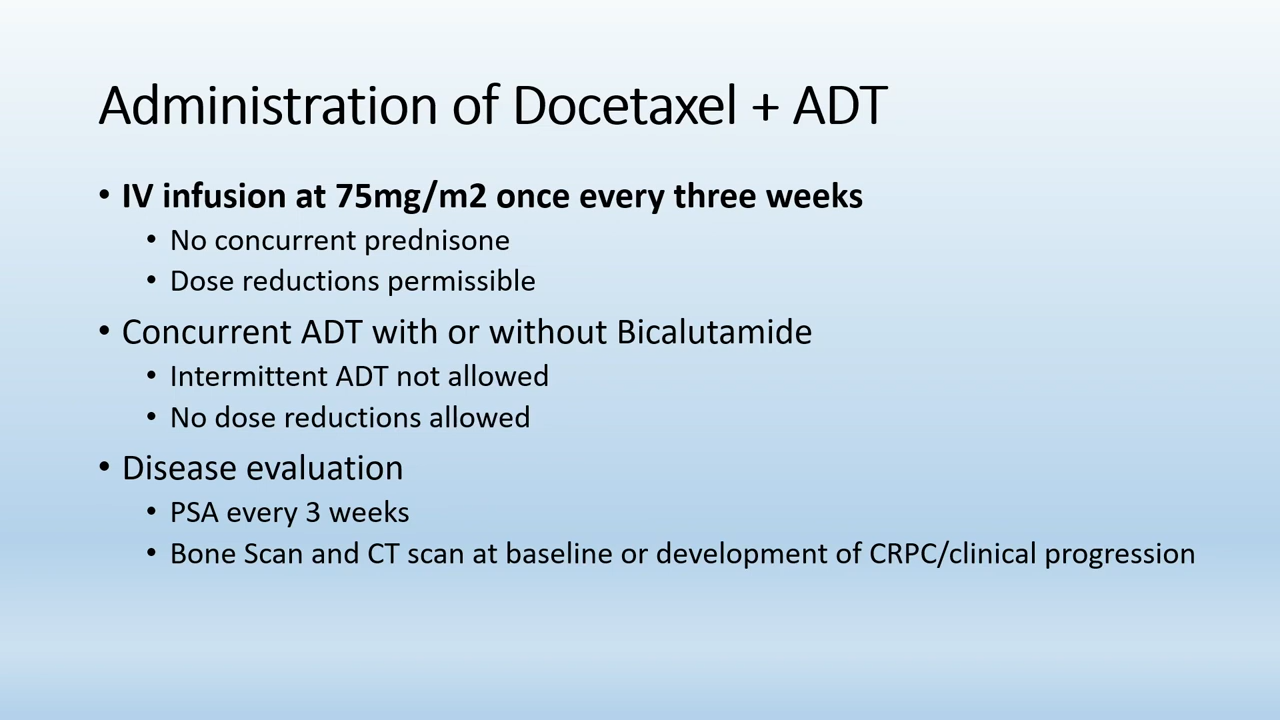 Administration of Docetaxel + ADT
• IV infusion at 75mg/m2 once every three weeks
• No concurrent prednisone
• Dose reductions permissible
• Concurrent ADT with or without Bicalutamide
• Intermittent ADT not allowed
• No dose reductions allowed
• Disease evaluation
• PSA every 3 weeks
• Bone Scan and CT scan at baseline or development of CRPC/clinical progression